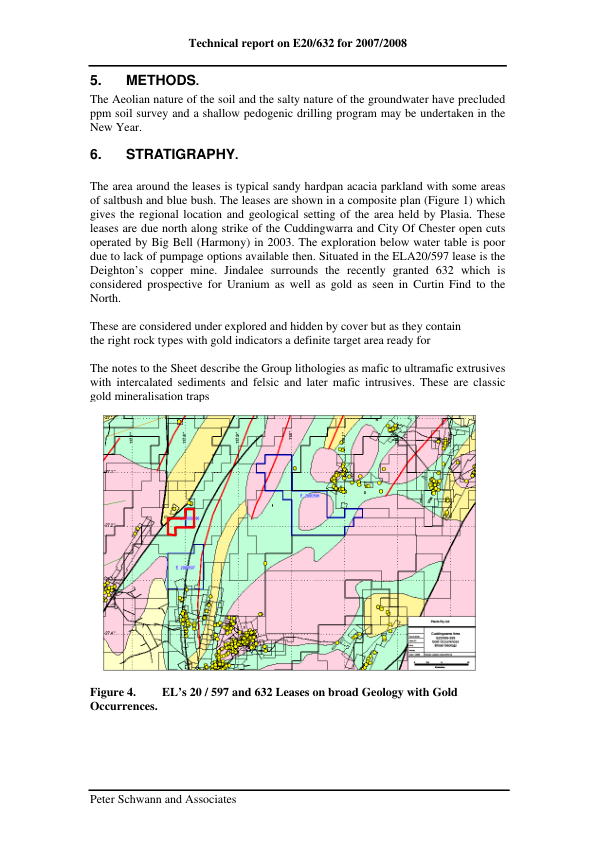 Technical report on E20/632 for 2007/2008
5. METHODS.
The Aeolian nature of the soil and the salty nature of the groundwater have precluded
ppm soil survey and a shallow pedogenic drilling program may be undertaken in the
New Year.
6. STRATIGRAPHY.
The area around the leases is typical sandy hardpan acacia parkland with some areas
of saltbush and blue bush. The leases are shown in a composite plan (Figure 1) which
gives the regional location and geological setting of the area held by Plasia. These
leases are due north along strike of the Cuddingwarra and City Of Chester open cuts
operated by Big Bell (Harmony) in 2003. The exploration below water table is poor
due to lack of pumpage options available then. Situated in the ELA20/597 lease is the
Deighton's copper mine. Jindalee surrounds the recently granted 632 which is
considered prospective for Uranium as well as gold as seen in Curtin Find to the
North.
These are considered under explored and hidden by cover but as they contain
the right rock types with gold indicators a definite target area ready for
The notes to the Sheet describe the Group lithologies as mafic to ultramafic extrusives
with intercalated sediments and felsic and later mafic intrusives. These are classic
gold mineralisation traps
Figure 4. EL's 20 / 597 and 632 Leases on broad Geology with Gold
Occurrences.
Peter Schwann and Associates